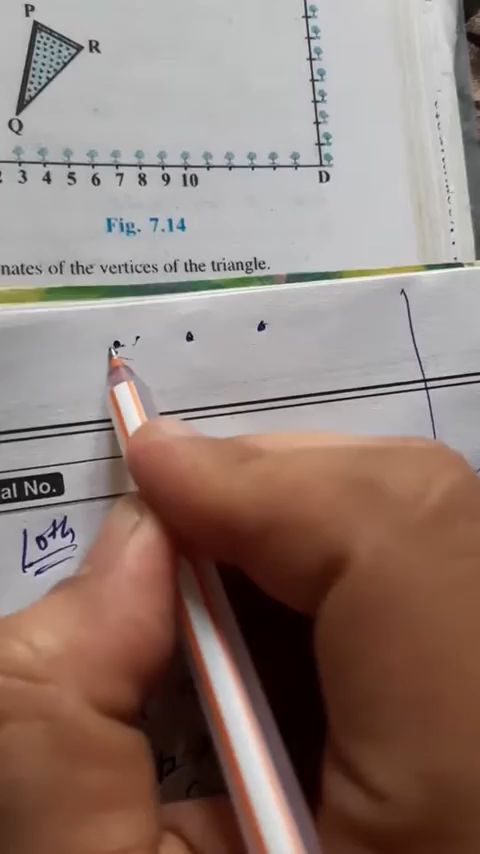 P
R
Q
3 4 5 6 7 8 9 10 D
Fig. 7.14
nates of the vertices of the triangle.
al No.